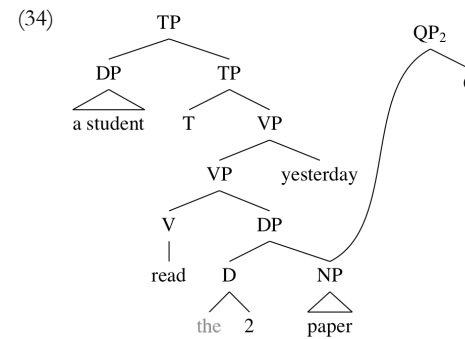 (34) TP QP₂
DP TP
a student T VP
VP yesterday
V DP
read D NP
the 2 paper